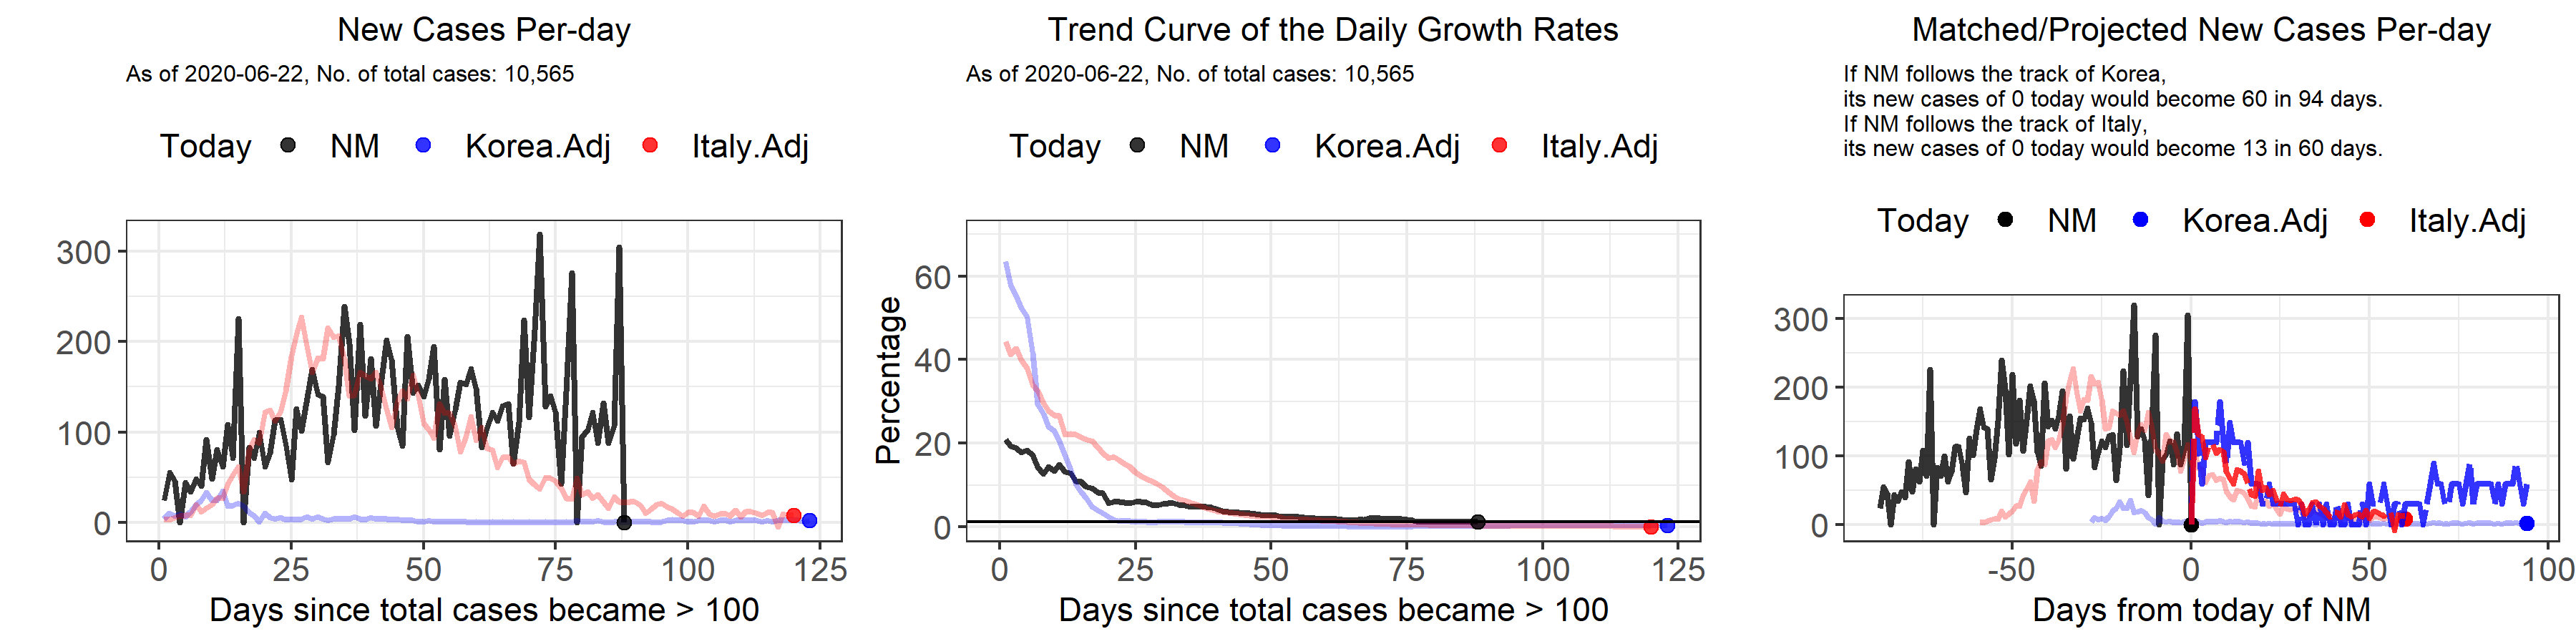 New Cases Per-day
As of 2020-06-22, No. of total cases: 10,565
Today NM Korea.Adj Italy.Adj
300
200
100
0
0 25 50 75 100 125
Days since total cases became > 100
Trend Curve of the Daily Growth Rates
As of 2020-06-22, No. of total cases: 10,565
Today NM Korea.Adj Italy.Adj
Percentage
60
40
20
0
0 25 50 75 100 125
Days since total cases became > 100
Matched/Projected New Cases Per-day
If NM follows the track of Korea,
its new cases of 0 today would become 60 in 94 days.
If NM follows the track of Italy,
its new cases of 0 today would become 13 in 60 days.
Today NM Korea.Adj Italy.Adj
300
200
100
0
-50 0 50 100
Days from today of NM